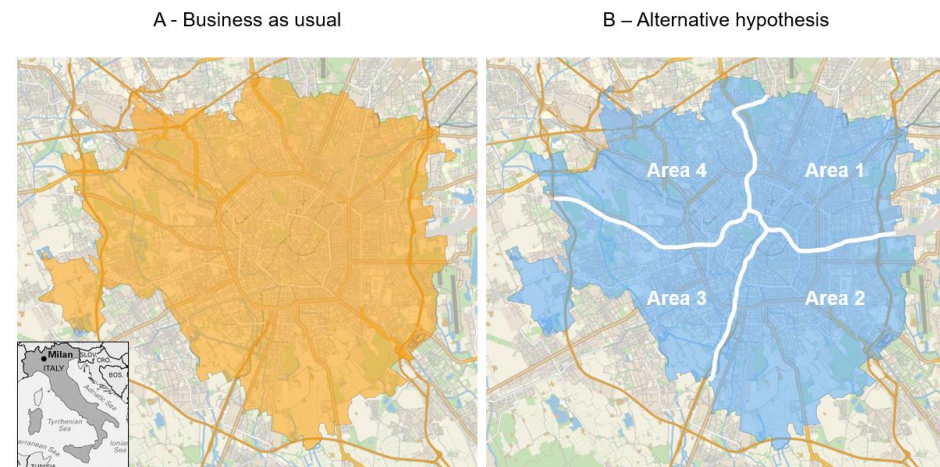 A - Business as usual
B – Alternative hypothesis
Area 4
Area 1
Area 3
Area 2
Milan
SLOV.
CRO.
ITALY
BOS.
Adriatic Sea
Tyrrhenian
Sea
Ionian
Sea
TUNISIA